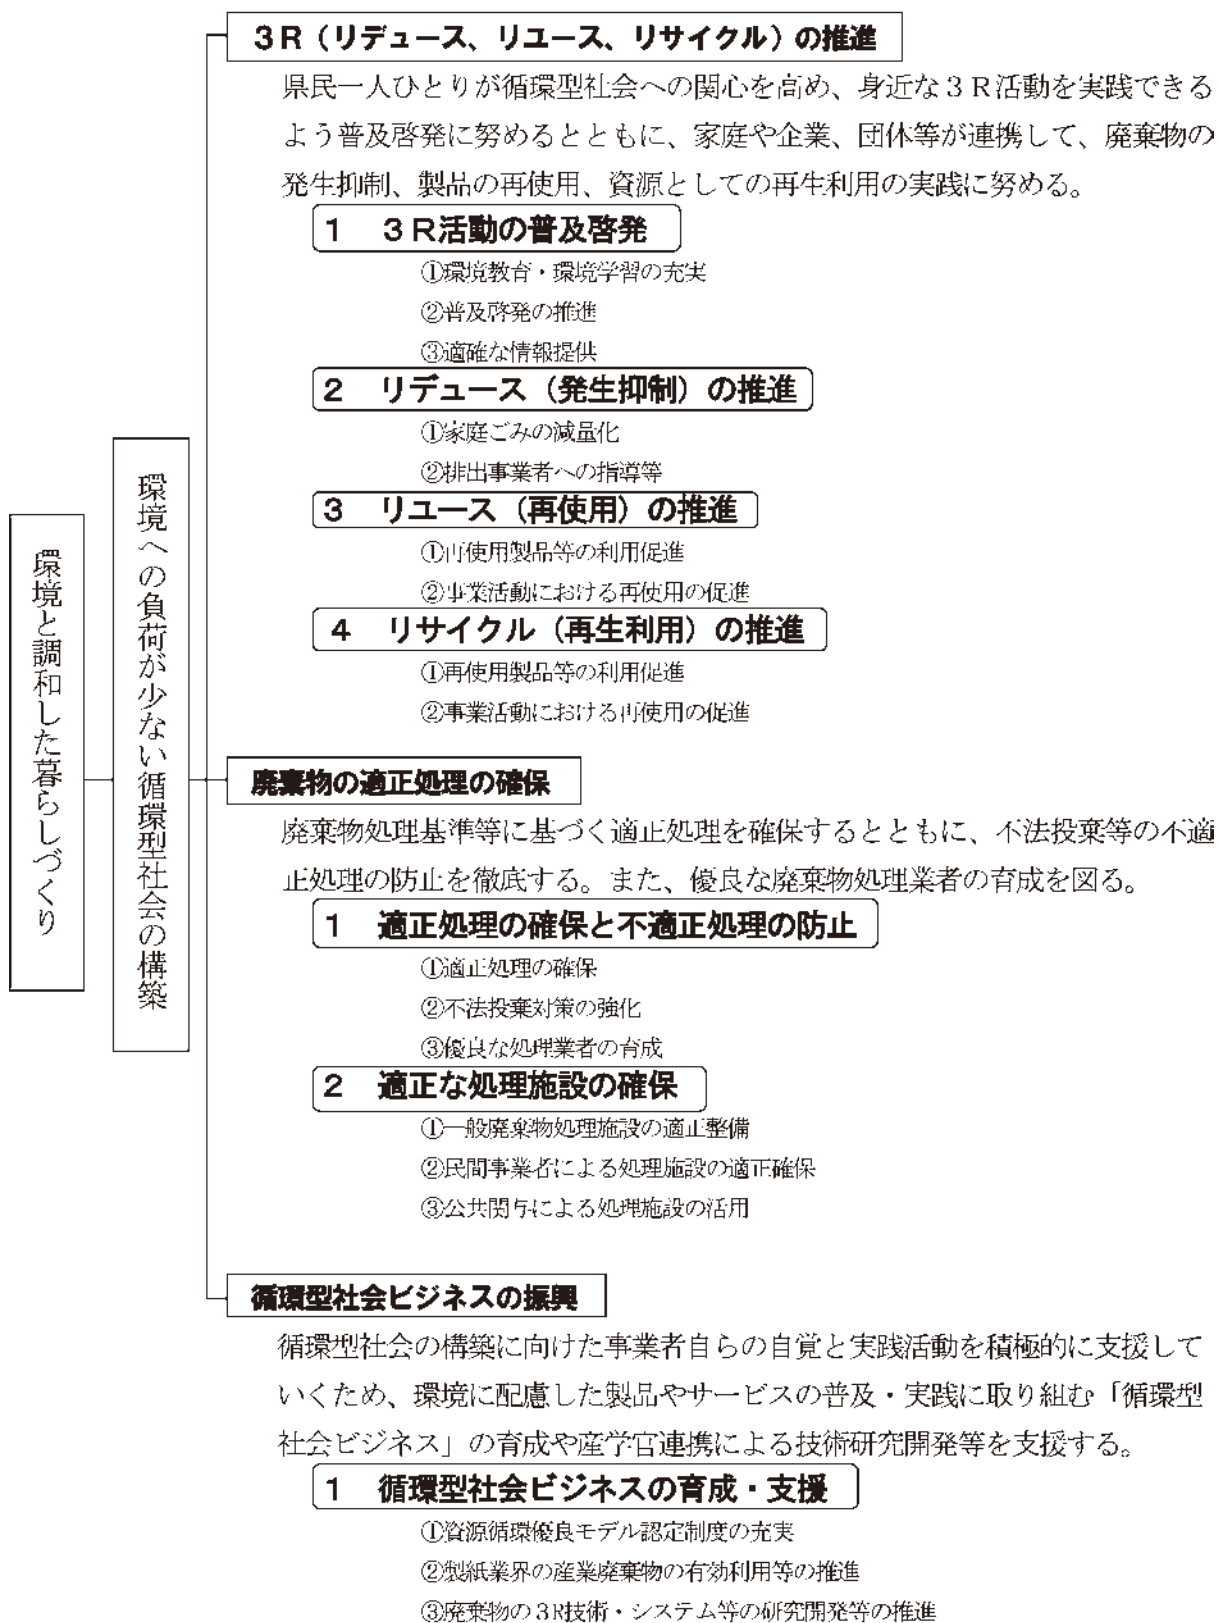 環境と調和した暮らしづくり
環境への負荷が少ない循環型社会の構築
３Ｒ（リデュース、リユース、リサイクル）の推進
県民一人ひとりが循環型社会への関心を高め、身近な３Ｒ活動を実践できる
よう普及啓発に努めるとともに、家庭や企業、団体等が連携して、廃棄物の
発生抑制、製品の再使用、資源としての再生利用の実践に努める。
１　３Ｒ活動の普及啓発
①環境教育・環境学習の充実
②普及啓発の推進
③適確な情報提供
２　リデュース（発生抑制）の推進
①家庭ごみの減量化
②排出事業者への指導等
３　リユース（再使用）の推進
①再使用製品等の利用促進
②事業活動における再使用の促進
４　リサイクル（再生利用）の推進
①再使用製品等の利用促進
②事業活動における再使用の促進
廃棄物の適正処理の確保
廃棄物処理基準等に基づく適正処理を確保するとともに、不法投棄等の不適
正処理の防止を徹底する。また、優良な廃棄物処理業者の育成を図る。
１　適正処理の確保と不適正処理の防止
①適正処理の確保
②不法投棄対策の強化
③優良な処理業者の育成
２　適正な処理施設の確保
①一般廃棄物処理施設の適正整備
②民間事業者による処理施設の適正確保
③公共関与による処理施設の活用
循環型社会ビジネスの振興
循環型社会の構築に向けた事業者自らの自覚と実践活動を積極的に支援して
いくため、環境に配慮した製品やサービスの普及・実践に取り組む「循環型
社会ビジネス」の育成や産学官連携による技術研究開発等を支援する。
１　循環型社会ビジネスの育成・支援
①資源循環優良モデル認定制度の充実
②製紙業界の産業廃棄物の有効利用等の推進
③廃棄物の３R技術・システム等の研究開発等の推進